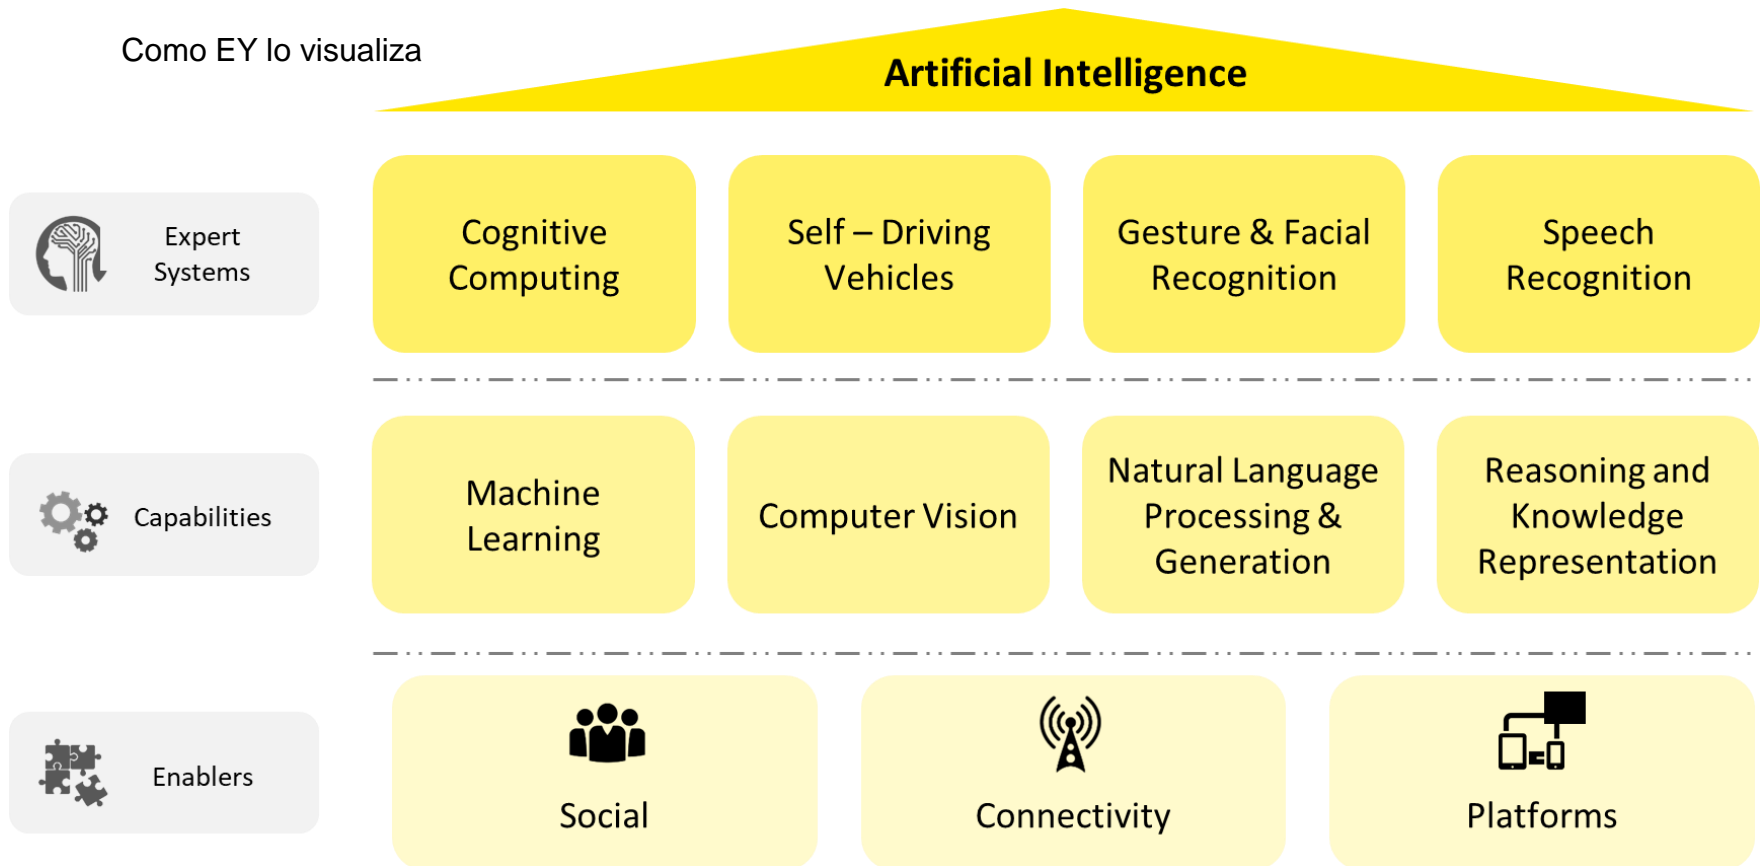 Como EY lo visualiza
Artificial Intelligence
Expert
Systems
Cognitive
Computing
Self – Driving
Vehicles
Gesture & Facial
Recognition
Speech
Recognition
Capabilities
Machine
Learning
Computer Vision
Natural Language
Processing &
Generation
Reasoning and
Knowledge
Representation
Enablers
Social
Connectivity
Platforms